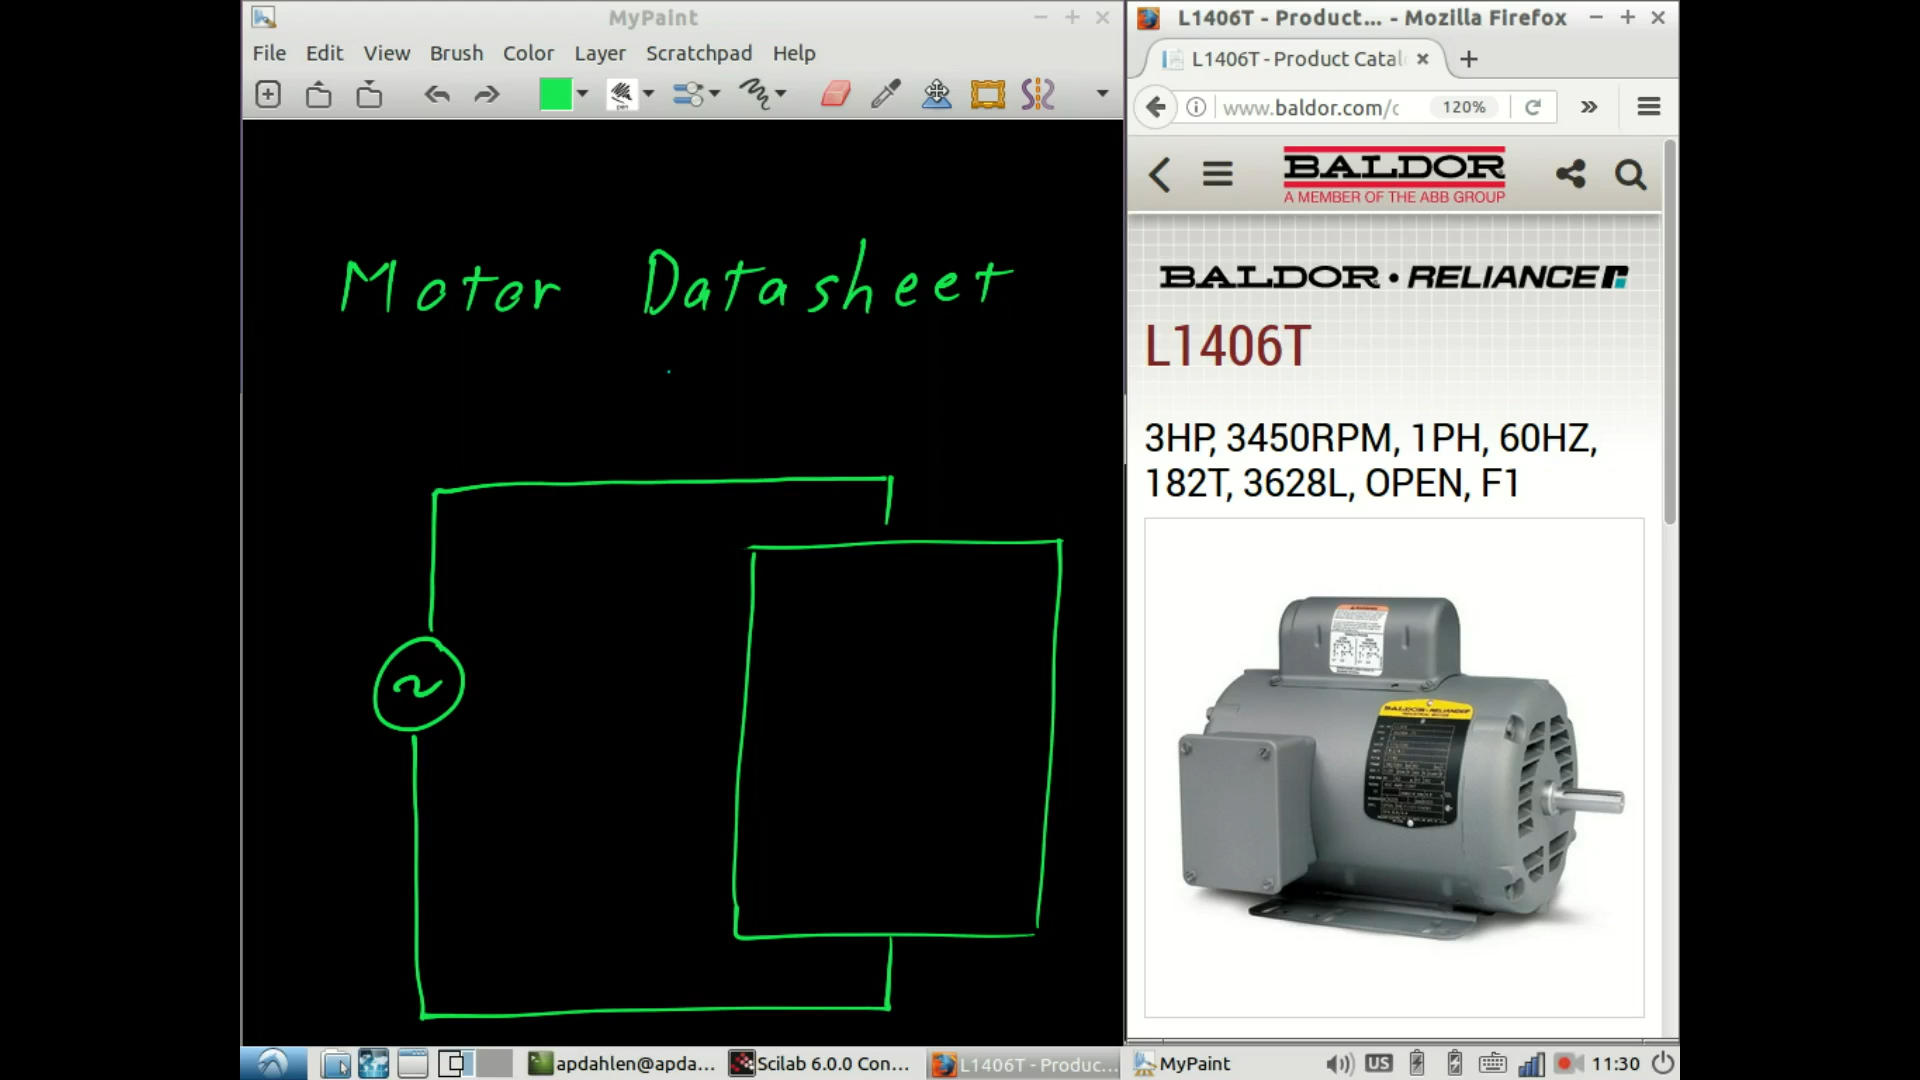 MyPaint
File Edit View Brush Color Layer Scratchpad Help
Motor Datasheet
L1406T - Product... - Mozilla Firefox
L1406T - Product Catal
www.baldor.com/c 120%
BALDOR
A MEMBER OF THE ABB GROUP
BALDOR • RELIANCE
L1406T
3HP, 3450RPM, 1PH, 60HZ,
182T, 3628L, OPEN, F1
BALDOR•RELIANCE
apdahlen@apda... Scilab 6.0.0 Con... L1406T - Produc... MyPaint US 11:30